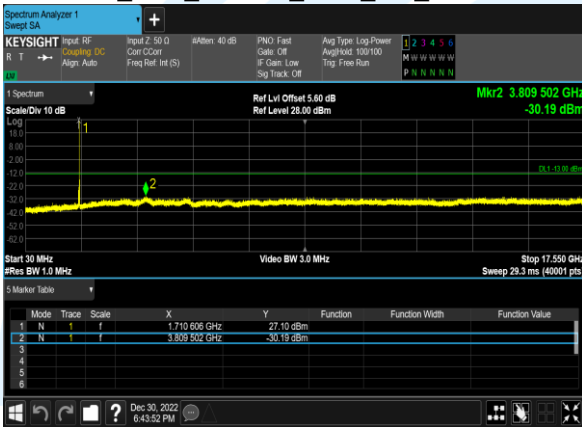 Spectrum Analyzer 1
Swept SA
+
KEYSIGHT Input: RF Input Z: 50 Ω #Atten: 40 dB PNO: Fast Avg Type: Log-Power 1 2 3 4 5 6
R T Coupling: DC Corr CCorr Gate: Off Avg|Hold: 100/100 M W W W W W
Align: Auto Freq Ref: Int (S) IF Gain: Low Trig: Free Run
LU Sig Track: Off P N N N N N
1 Spectrum Ref Lvl Offset 5.60 dB Mkr2 3.809 502 GHz
Scale/Div 10 dB Ref Level 28.00 dBm -30.19 dBm
Log
1
18.0
8.00
-2.00
DL1 -13.00 dBm
-12.0
2
-22.0
-32.0
-42.0
-52.0
-62.0
Start 30 MHz Video BW 3.0 MHz Stop 17.550 GHz
#Res BW 1.0 MHz Sweep 29.3 ms (40001 pts
5 Marker Table
Mode Trace Scale X Y Function Function Width Function Value
1 N 1 f 1.710 606 GHz 27.10 dBm
2 N 1 f 3.809 502 GHz -30.19 dBm
3
4
5
6
? Dec 30, 2022
6:43:52 PM